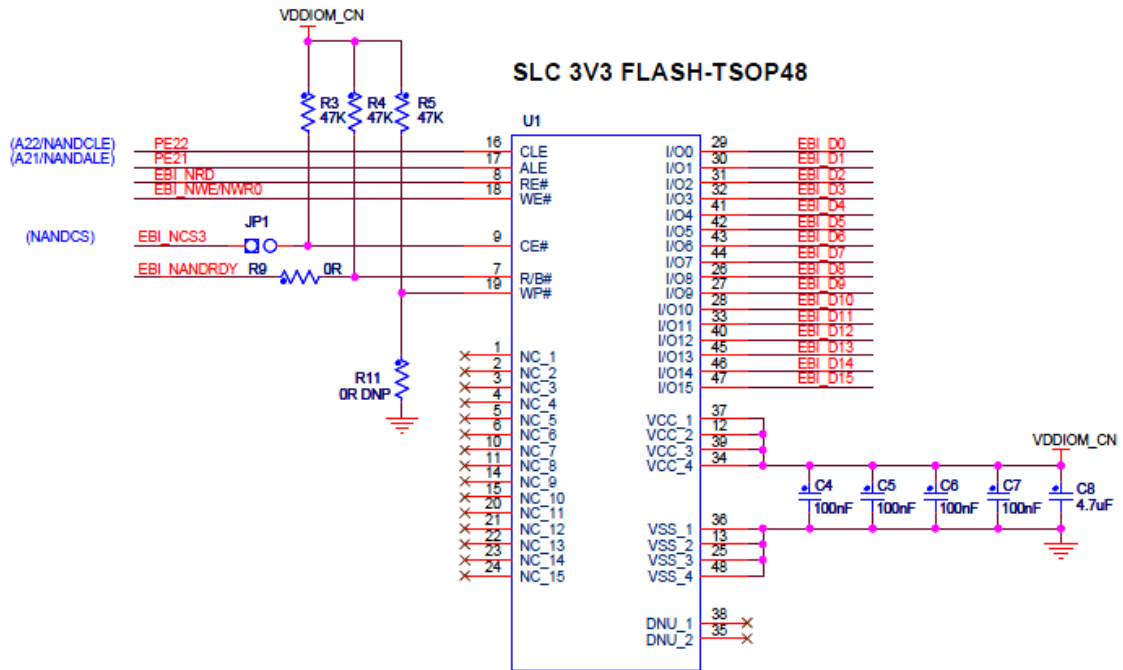 VDDIOM_CN
SLC 3V3 FLASH-TSOP48
R3
47K
R4
47K
R5
47K
U1
(A22/NANDCLE)
PE22
16
CLE
(A21/NANDALE)
PE21
17
ALE
EBI_NRD
8
RE#
EBI_NWE/NWR0
18
WE#
JP1
(NANDCS)
EBI_NCS3
9
CE#
EBI_NANDRDY
R9
0R
7
R/B#
19
WP#
R11
0R DNP
1
NC_1
2
NC_2
3
NC_3
4
NC_4
5
NC_5
6
NC_6
10
NC_7
11
NC_8
14
NC_9
15
NC_10
20
NC_11
21
NC_12
22
NC_13
23
NC_14
24
NC_15
I/O0
29
EBI_D0
I/O1
30
EBI_D1
I/O2
31
EBI_D2
I/O3
32
EBI_D3
I/O4
41
EBI_D4
I/O5
42
EBI_D5
I/O6
43
EBI_D6
I/O7
44
EBI_D7
I/O8
26
EBI_D8
I/O9
27
EBI_D9
I/O10
28
EBI_D10
I/O11
33
EBI_D11
I/O12
40
EBI_D12
I/O13
45
EBI_D13
I/O14
46
EBI_D14
I/O15
47
EBI_D15
VCC_1
37
VCC_2
12
VCC_3
39
VCC_4
34
VDDIOM_CN
C4
100nF
C5
100nF
C6
100nF
C7
100nF
C8
4.7uF
VSS_1
36
VSS_2
13
VSS_3
25
VSS_4
48
DNU_1
38
DNU_2
35